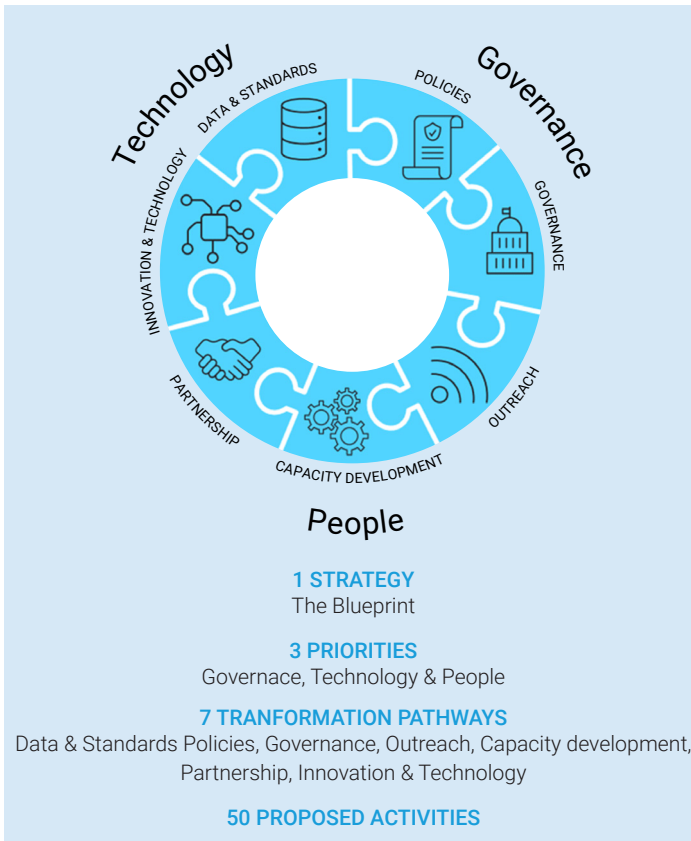 Technology
Governance
DATA & STANDARDS
POLICIES
INNOVATION & TECHNOLOGY
GOVERNANCE
PARTNERSHIP
OUTREACH
CAPACITY DEVELOPMENT
People
1 STRATEGY
The Blueprint
3 PRIORITIES
Governace, Technology & People
7 TRANFORMATION PATHWAYS
Data & Standards Policies, Governance, Outreach, Capacity development,
Partnership, Innovation & Technology
50 PROPOSED ACTIVITIES